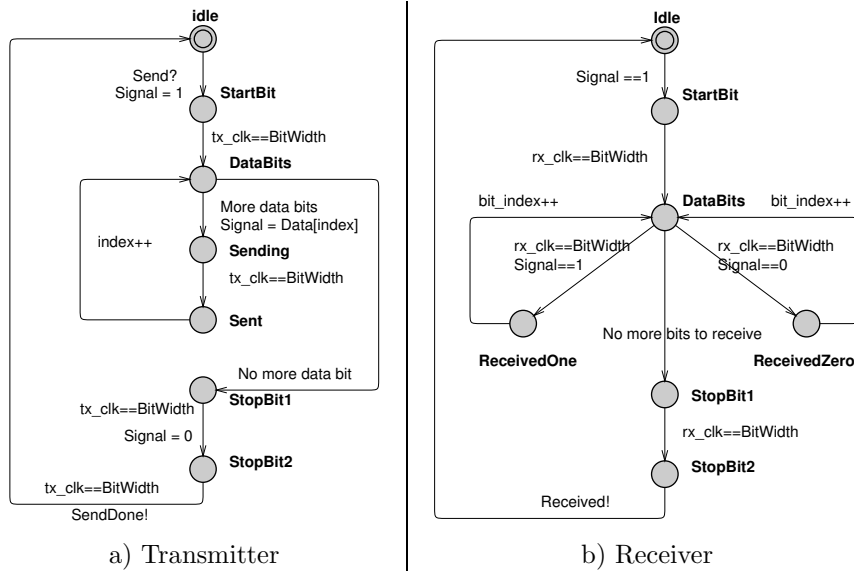 idle
Send?
Signal = 1
StartBit
tx_clk==BitWidth
DataBits
More data bits
Signal = Data[index]
index++
Sending
tx_clk==BitWidth
Sent
No more data bit
StopBit1
tx_clk==BitWidth
Signal = 0
StopBit2
tx_clk==BitWidth
SendDone!
a) Transmitter
Idle
Signal ==1
StartBit
rx_clk==BitWidth
bit_index++
DataBits
bit_index++
rx_clk==BitWidth
Signal==1
rx_clk==BitWidth
Signal==0
No more bits to receive
ReceivedOne
ReceivedZero
StopBit1
rx_clk==BitWidth
StopBit2
Received!
b) Receiver